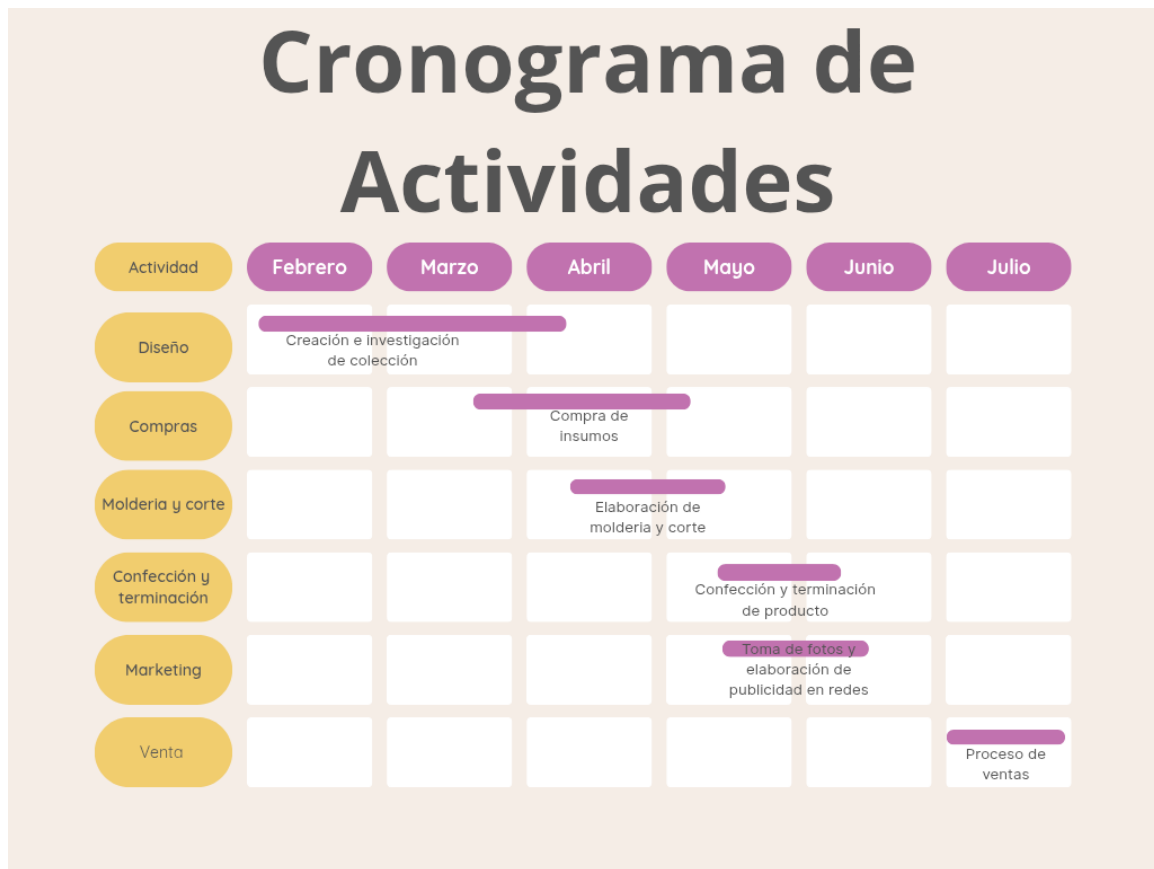 Cronograma de
Actividades
Actividad
Febrero
Marzo
Abril
Mayo
Junio
Julio
Diseño
Creación e investigación
de colección
Compras
Compra de
insumos
Molderia y corte
Elaboración de
molderia y corte
Confección y
terminación
Confección y terminación
de producto
Marketing
Toma de fotos y
elaboración de
publicidad en redes
Venta
Proceso de
ventas